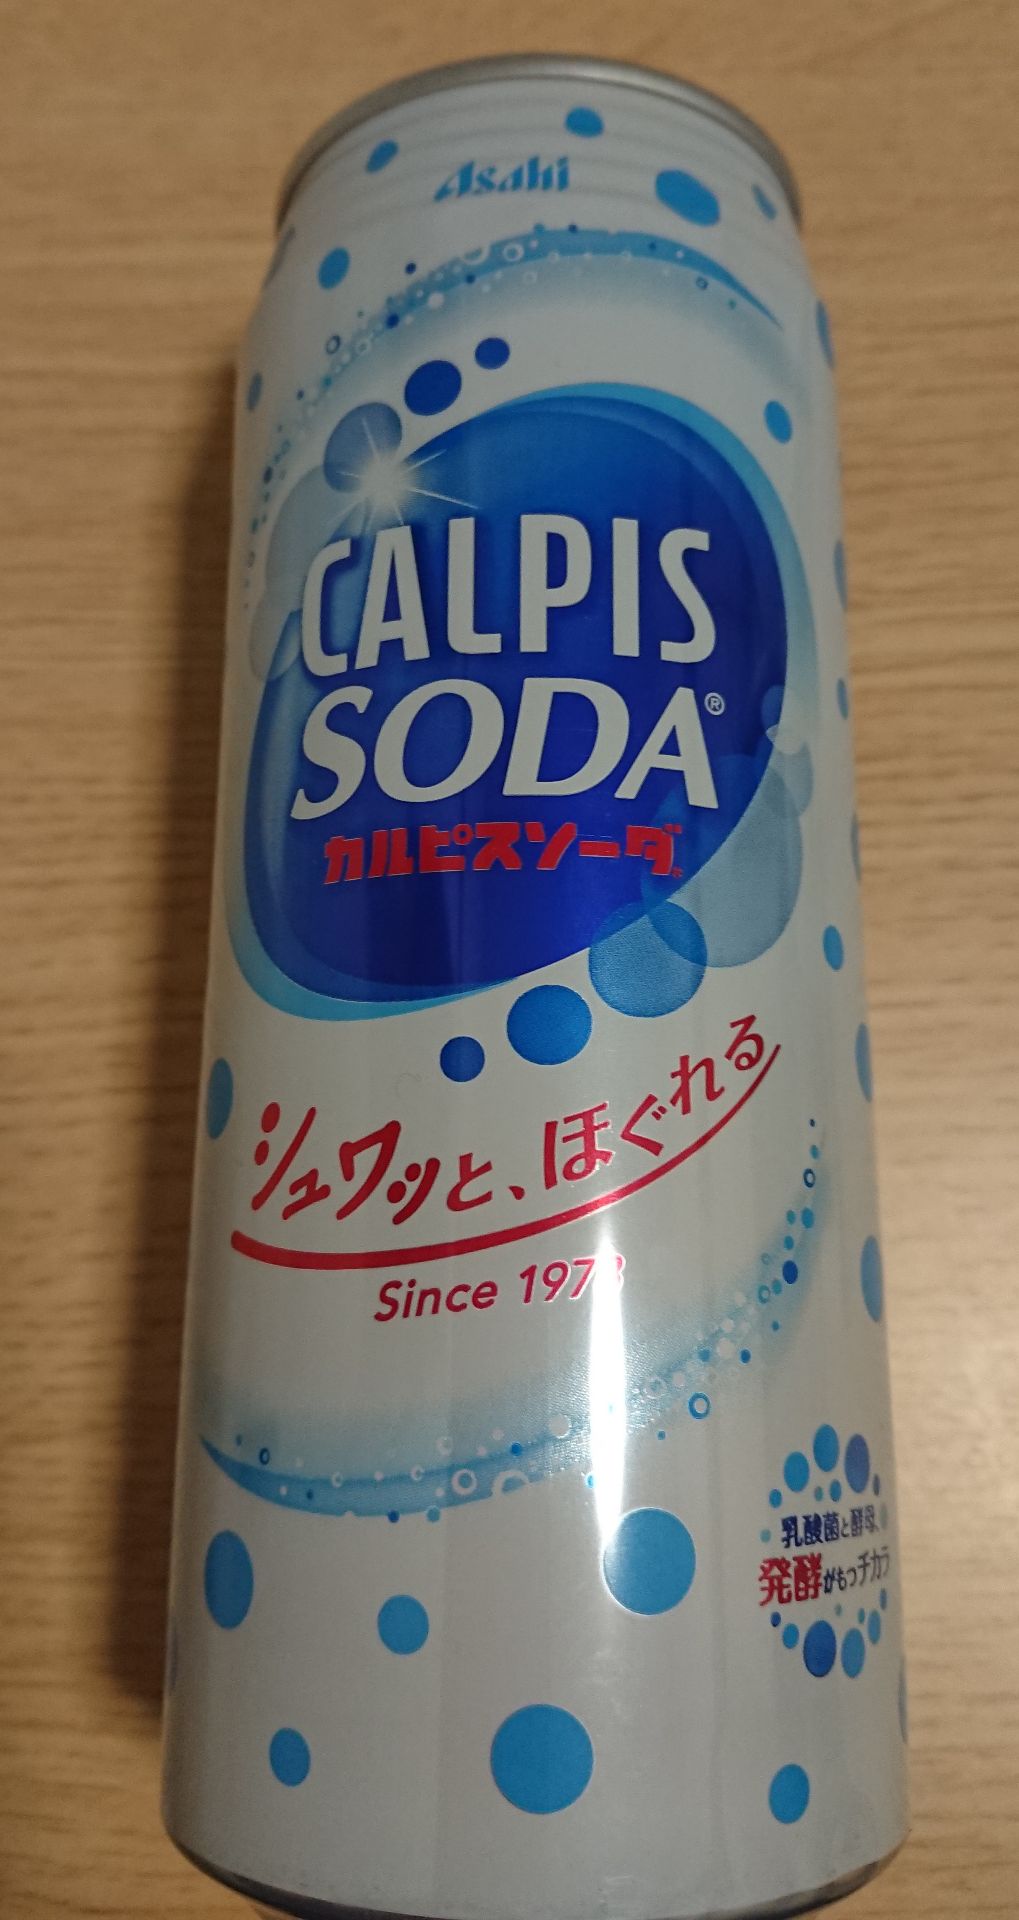 Asahi
CALPIS
SODA®
カルピスソーダ®
シュワッと、ほぐれる
Since 1973
乳酸菌と酵母、
発酵がもつチカラ